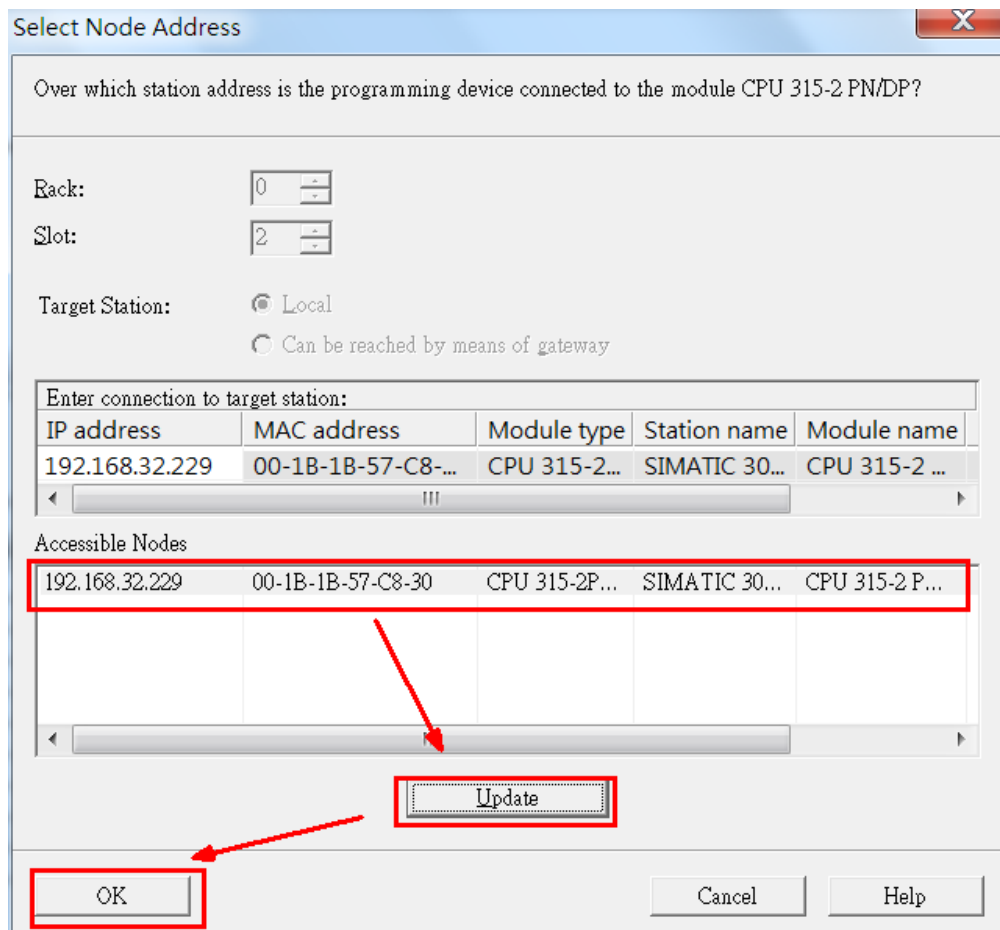 Select Node Address
Over which station address is the programming device connected to the module CPU 315-2 PN/DP?
Rack: 0
Slot: 2
Target Station: Local
Can be reached by means of gateway
Enter connection to target station:
IP address MAC address Module type Station name Module name
192.168.32.229 00-1B-1B-57-C8-... CPU 315-2... SIMATIC 30... CPU 315-2 ...
Accessible Nodes
192.168.32.229 00-1B-1B-57-C8-30 CPU 315-2P... SIMATIC 30... CPU 315-2 P...
Update
OK Cancel Help